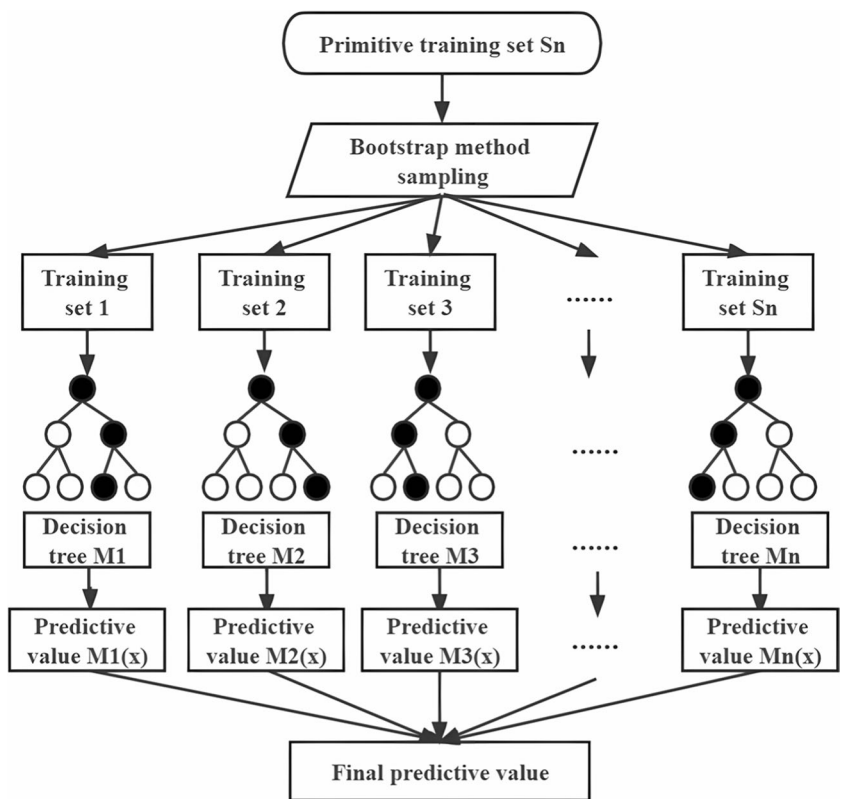 Primitive training set Sn
Bootstrap method
sampling
Training
set 1
Training
set 2
Training
set 3
......
Training
set Sn
......
Decision
tree M1
Decision
tree M2
Decision
tree M3
......
Decision
tree Mn
Predictive
value M1(x)
Predictive
value M2(x)
Predictive
value M3(x)
......
Predictive
value Mn(x)
Final predictive value